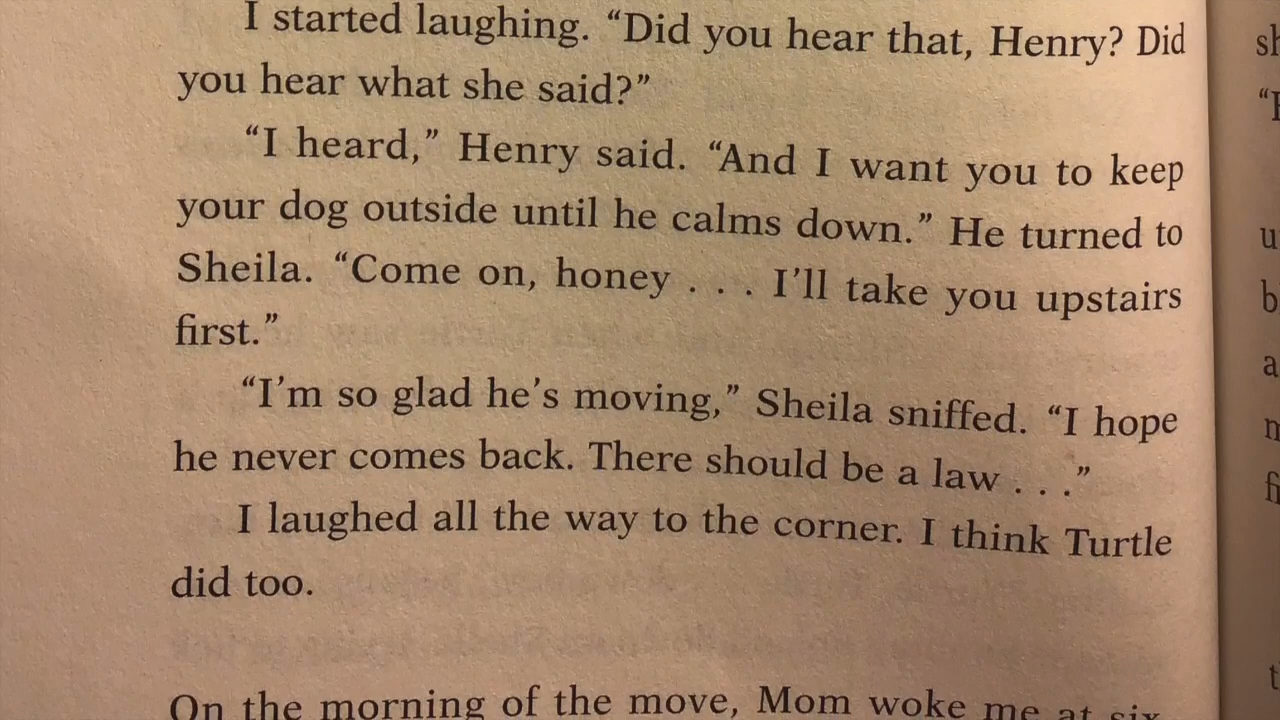 I started laughing. “Did you hear that, Henry? Did
you hear what she said?”
“I heard,” Henry said. “And I want you to keep
your dog outside until he calms down.” He turned to
Sheila. “Come on, honey . . . I’ll take you upstairs
first.”
“I’m so glad he’s moving,” Sheila sniffed. “I hope
he never comes back. There should be a law . . .”
I laughed all the way to the corner. I think Turtle
did too.
On the morning of the move, Mom woke me at six